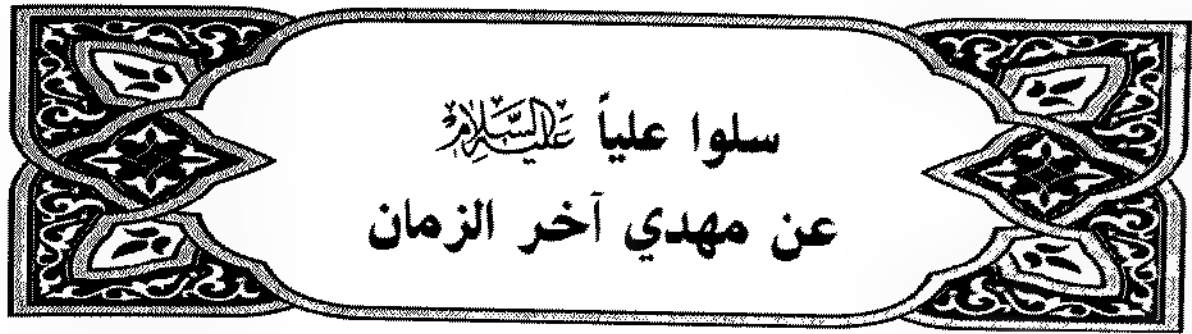 سلوا علياً عليه السلام
عن مهدي آخر الزمان